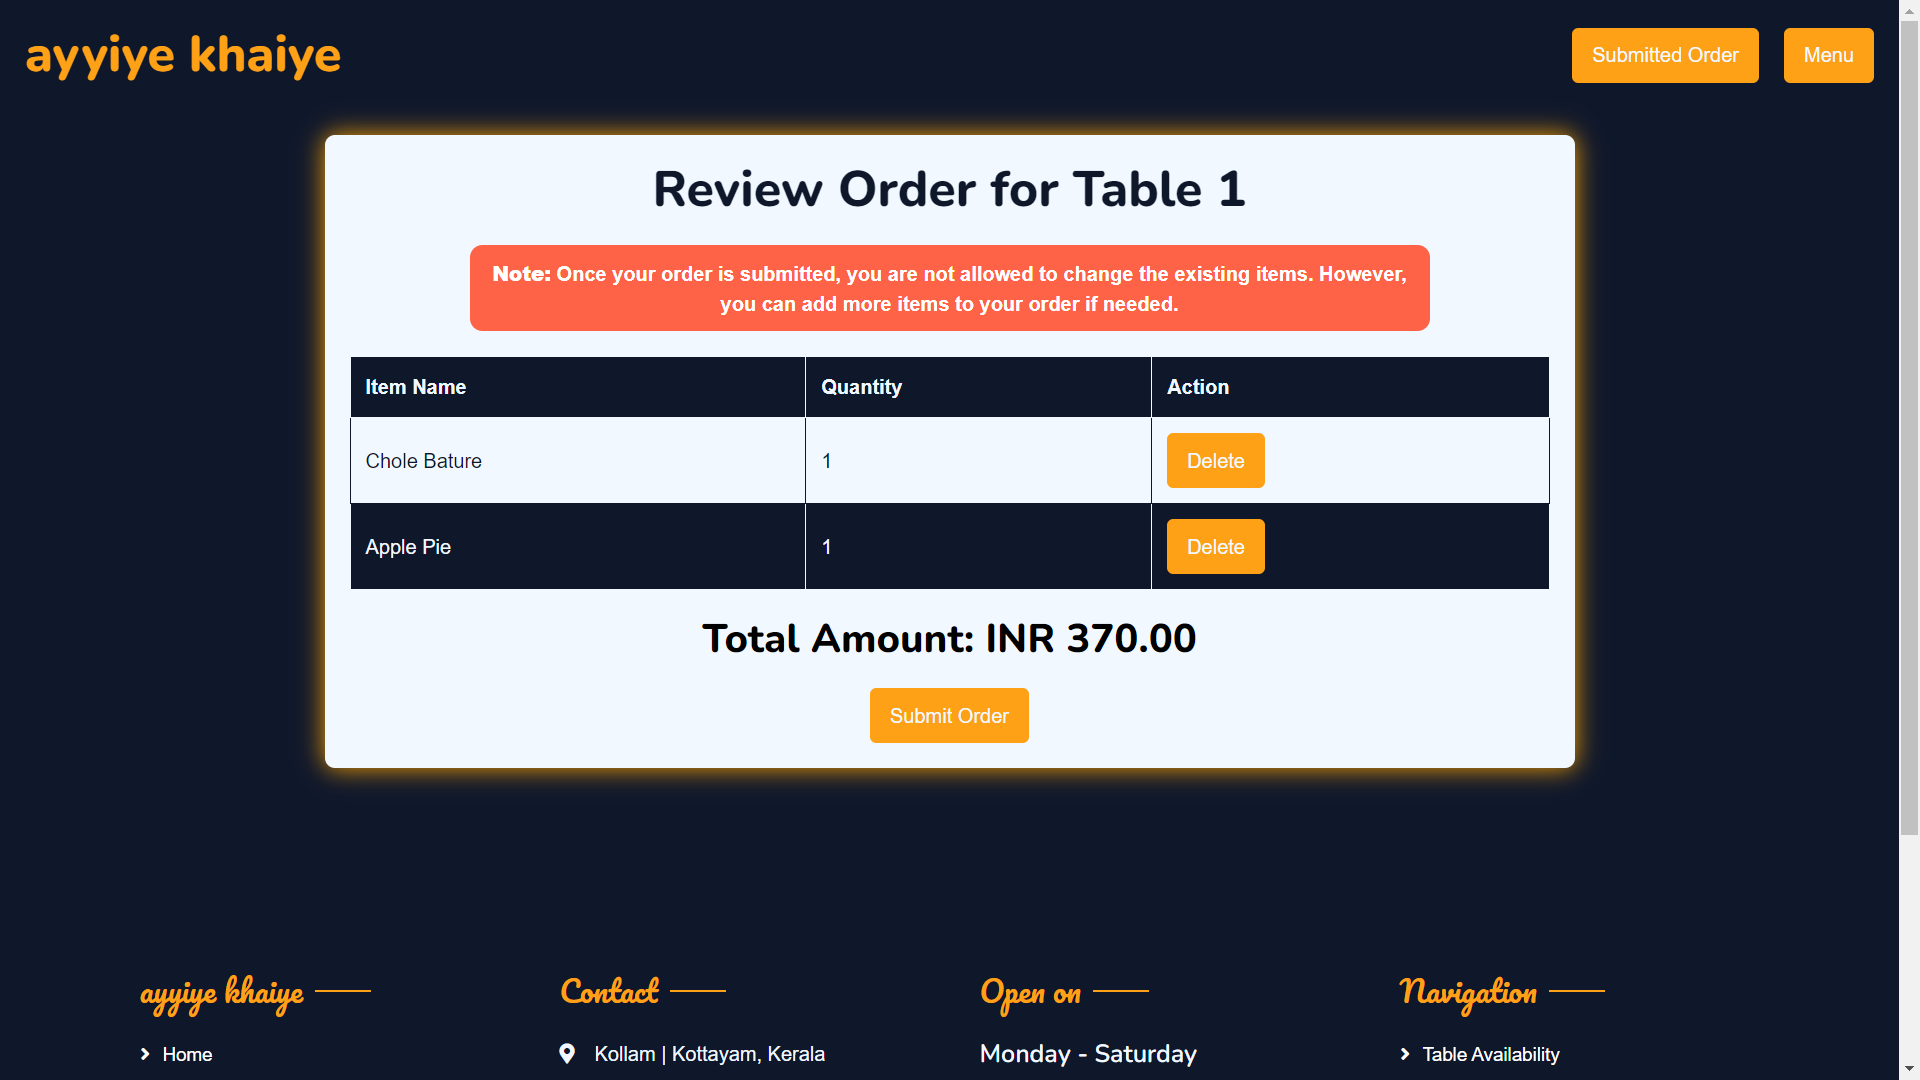 ayyiye khaiye
Submitted Order
Menu
Review Order for Table 1
Note: Once your order is submitted, you are not allowed to change the existing items. However,
you can add more items to your order if needed.
Item Name Quantity Action
Chole Bature 1 Delete
Apple Pie 1 Delete
Total Amount: INR 370.00
Submit Order
ayyiye khaiye
Home
Contact
Kollam | Kottayam, Kerala
Open on
Monday - Saturday
Navigation
Table Availability